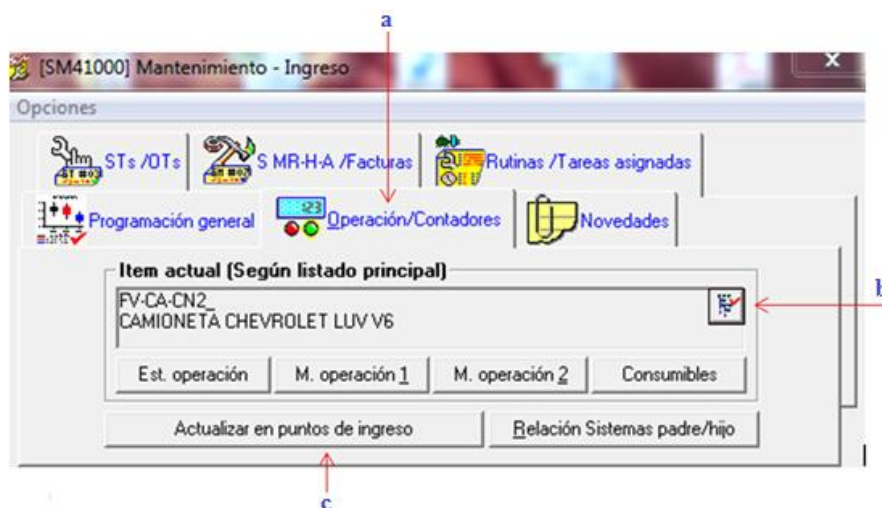 a
[SM41000] Mantenimiento - Ingreso
x
Opciones
STs /OTs
S MR-H-A /Facturas
Rutinas /Tareas asignadas
Programación general
123
Operación/Contadores
Novedades
Item actual (Según listado principal)
FV-CA-CN2_
CAMIONETA CHEVROLET LUV V6
b
Est. operación
M. operación 1
M. operación 2
Consumibles
Actualizar en puntos de ingreso
Relación Sistemas padre/hijo
c